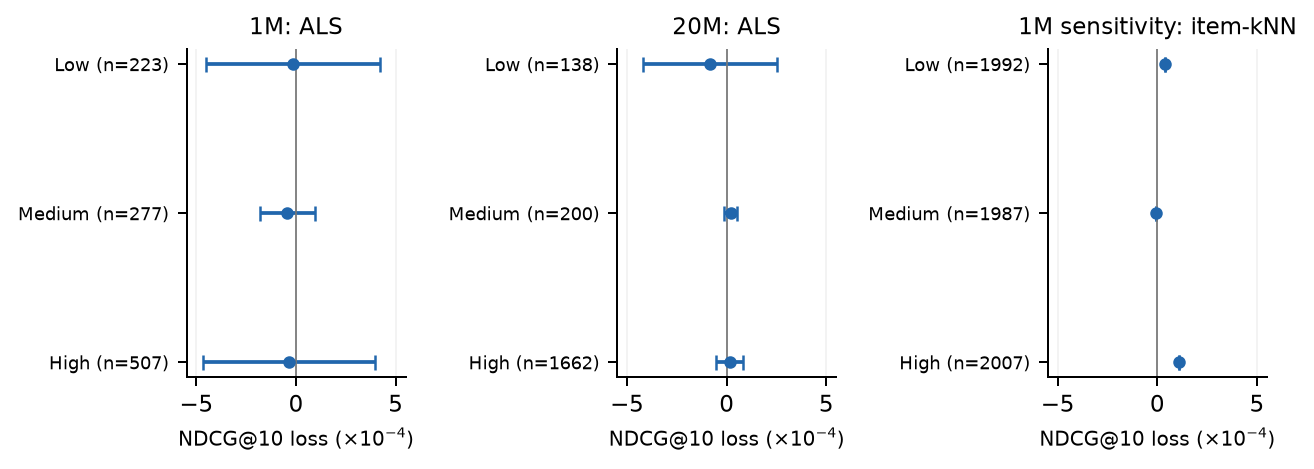 1M: ALS
Low (n=223)
Medium (n=277)
High (n=507)
−5 0 5
NDCG@10 loss (×10⁻⁴)
20M: ALS
Low (n=138)
Medium (n=200)
High (n=1662)
−5 0 5
NDCG@10 loss (×10⁻⁴)
1M sensitivity: item-kNN
Low (n=1992)
Medium (n=1987)
High (n=2007)
−5 0 5
NDCG@10 loss (×10⁻⁴)